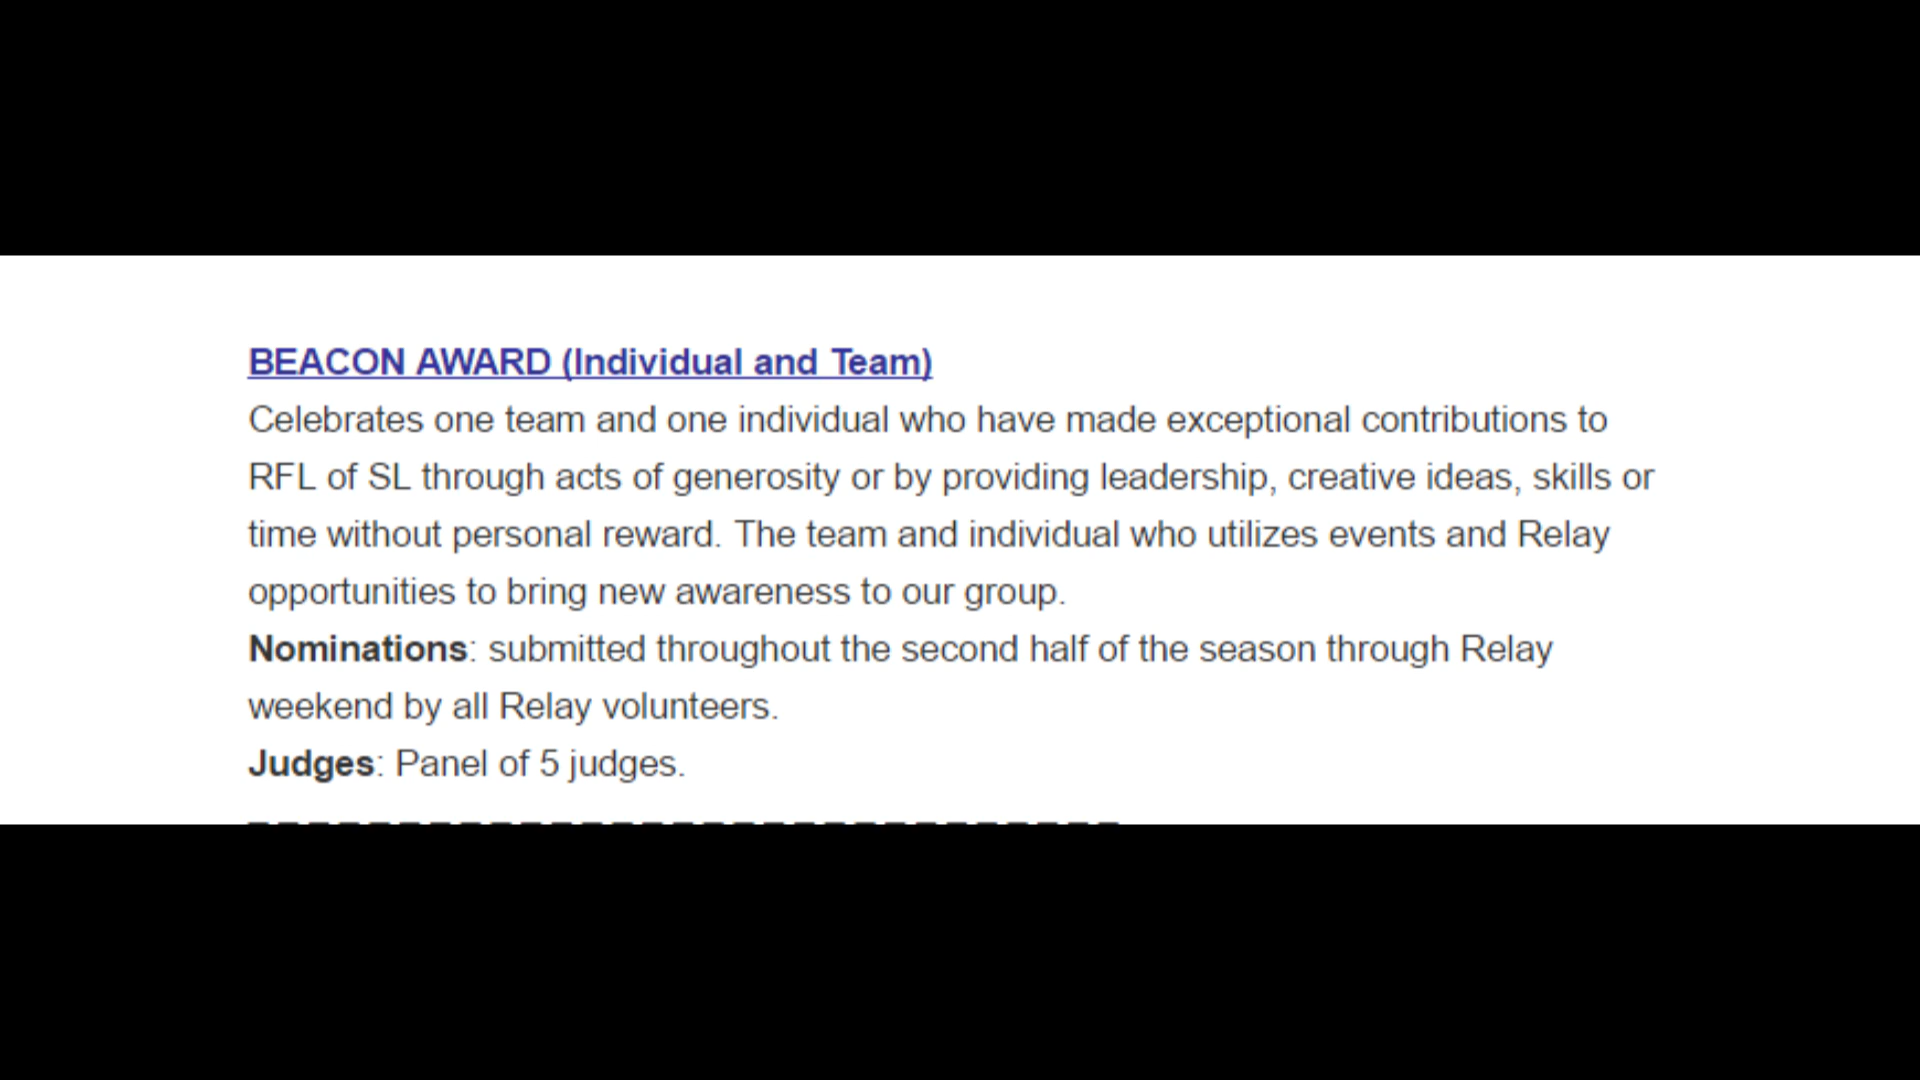 BEACON AWARD (Individual and Team)
Celebrates one team and one individual who have made exceptional contributions to
RFL of SL through acts of generosity or by providing leadership, creative ideas, skills or
time without personal reward. The team and individual who utilizes events and Relay
opportunities to bring new awareness to our group.
Nominations: submitted throughout the second half of the season through Relay
weekend by all Relay volunteers.
Judges: Panel of 5 judges.